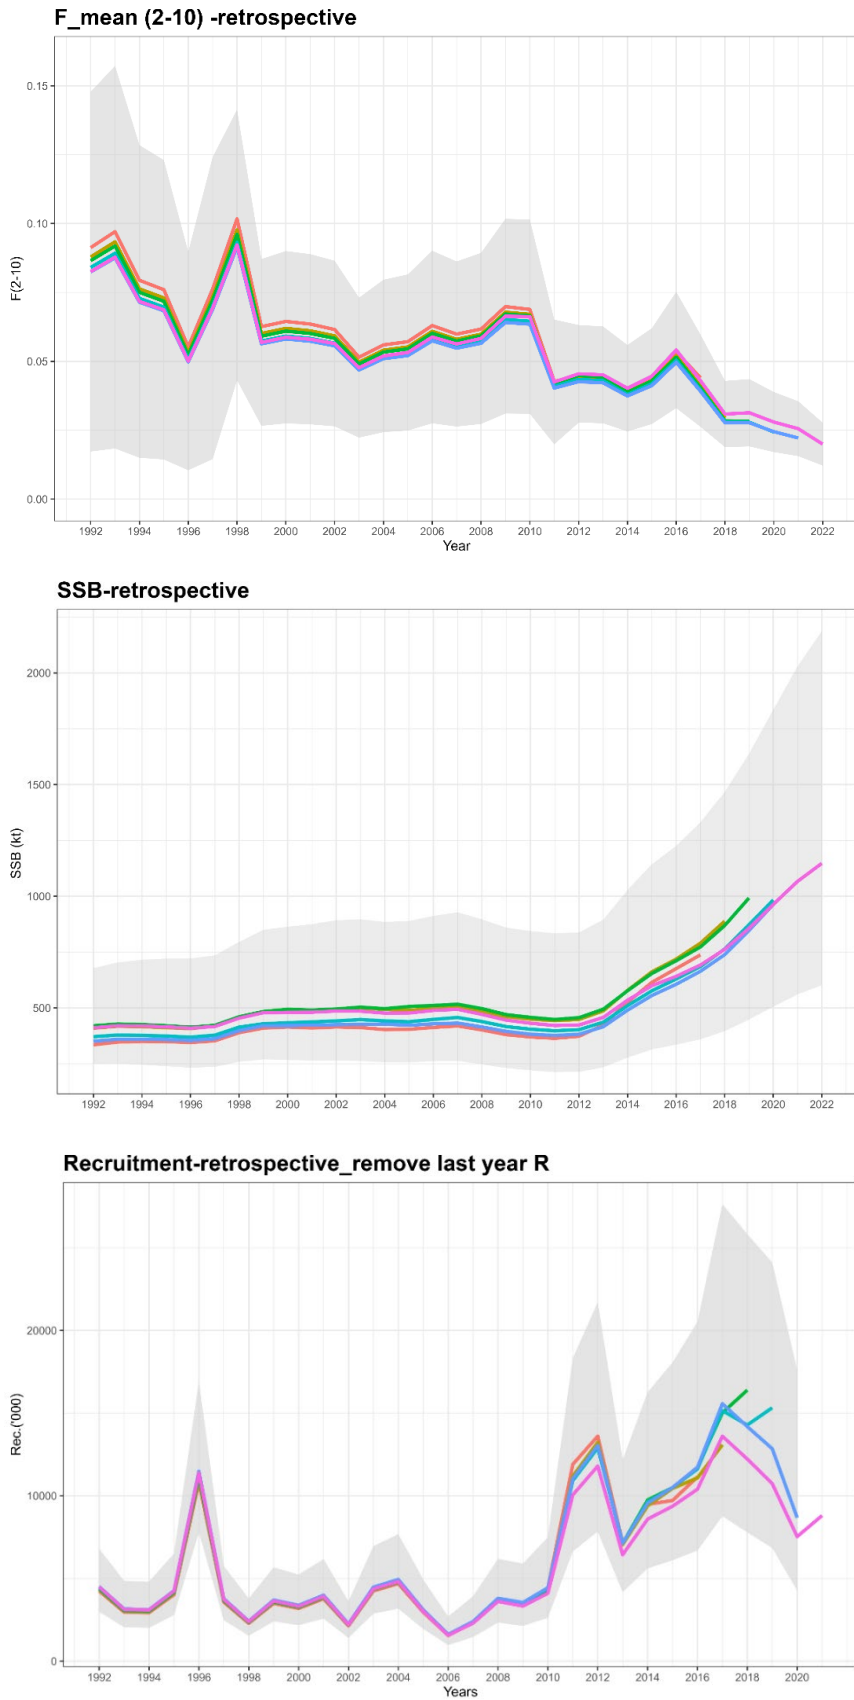 F_mean (2-10) -retrospective
0.15
0.10
0.05
0.00
F(2-10)
1992 1994 1996 1998 2000 2002 2004 2006 2008 2010 2012 2014 2016 2018 2020 2022
Year
SSB-retrospective
2000
1500
1000
500
SSB (kt)
1992 1994 1996 1998 2000 2002 2004 2006 2008 2010 2012 2014 2016 2018 2020 2022
Recruitment-retrospective_remove last year R
20000
10000
0
Rec.('000)
1992 1994 1996 1998 2000 2002 2004 2006 2008 2010 2012 2014 2016 2018 2020
Years